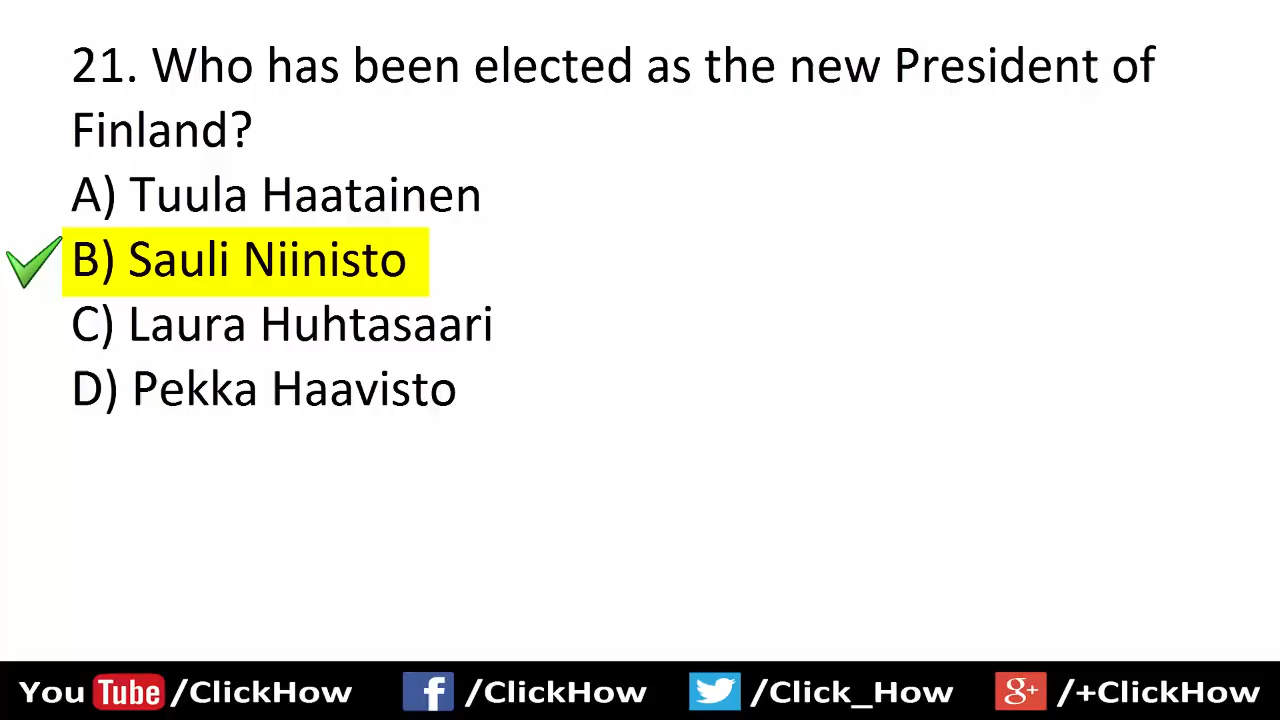 21. Who has been elected as the new President of
Finland?
A) Tuula Haatainen
B) Sauli Niinisto
C) Laura Huhtasaari
D) Pekka Haavisto
You Tube /ClickHow f /ClickHow /Click_How g+ /+ClickHow